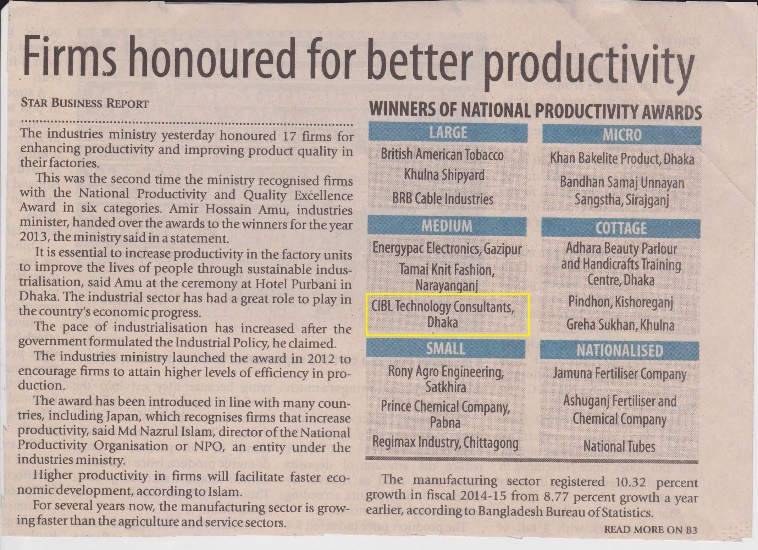 Firms honoured for better productivity
STAR BUSINESS REPORT
The industries ministry yesterday honoured 17 firms for
enhancing productivity and improving product quality in
their factories.
This was the second time the ministry recognised firms
with the National Productivity and Quality Excellence
Award in six categories. Amir Hossain Amu, industries
minister, handed over the awards to the winners for the year
2013, the ministry said in a statement.
It is essential to increase productivity in the factory units
to improve the lives of people through sustainable indus-
trialisation, said Amu at the ceremony at Hotel Purbani in
Dhaka. The industrial sector has had a great role to play in
the country's economic progress.
The pace of industrialisation has increased after the
government formulated the Industrial Policy, he claimed.
The industries ministry launched the award in 2012 to
encourage firms to attain higher levels of efficiency in pro-
duction.
The award has been introduced in line with many coun-
tries, including Japan, which recognises firms that increase
productivity, said Md Nazrul Islam, director of the National
Productivity Organisation or NPO, an entity under the
industries ministry.
Higher productivity in firms will facilitate faster eco-
nomic development, according to Islam.
For several years now, the manufacturing sector is grow-
ing faster than the agriculture and service sectors.
WINNERS OF NATIONAL PRODUCTIVITY AWARDS
LARGE
British American Tobacco
Khulna Shipyard
BRB Cable Industries
MEDIUM
Energypac Electronics, Gazipur
Tamai Knit Fashion,
Narayanganj
CIBL Technology Consultants,
Dhaka
SMALL
Rony Agro Engineering,
Satkhira
Prince Chemical Company,
Pabna
Regimax Industry, Chittagong
MICRO
Khan Bakelite Product, Dhaka
Bandhan Samaj Unnayan
Sangstha, Sirajganj
COTTAGE
Adhara Beauty Parlour
and Handicrafts Training
Centre, Dhaka
Pindhon, Kishoreganj
Greha Sukhan, Khulna
NATIONALISED
Jamuna Fertiliser Company
Ashuganj Fertiliser and
Chemical Company
National Tubes
The manufacturing sector registered 10.32 percent
growth in fiscal 2014-15 from 8.77 percent growth a year
earlier, according to Bangladesh Bureau of Statistics.
READ MORE ON B3